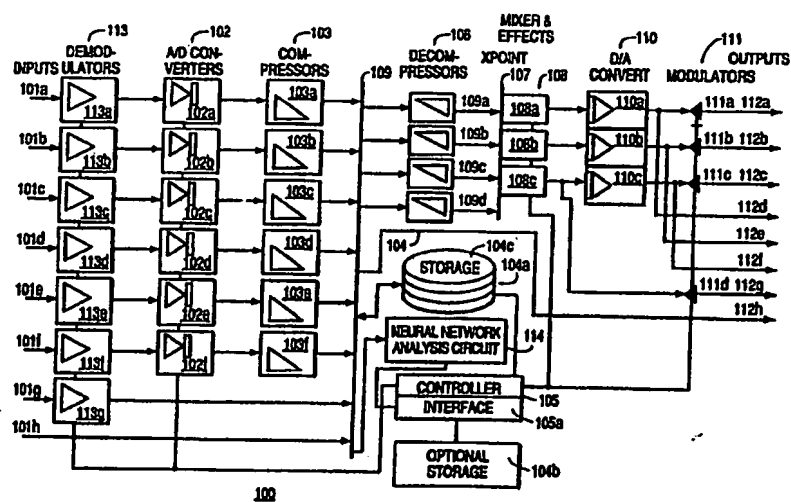 MIXER &
EFFECTS
113
102
103
106
110
111
OUTPUTS
DEMOD-
ULATORS
A/D CON-
VERTERS
COM-
PRESSORS
109
DECOM-
PRESSORS
XPOINT
107
108
D/A
CONVERT
MODULATORS
INPUTS
101a
113a
102a
103a
109a
108a
110a
111a 112a
101b
113b
102b
103b
109b
108b
110b
111b 112b
101c
113c
102c
103c
109c
108c
110c
111c 112c
109d
112d
101d
113d
102d
103d
104
104c
112e
STORAGE
104a
112f
101e
113e
102e
103e
111d 112g
112h
101f
113f
102f
103f
NEURAL NETWORK
ANALYSIS CIRCUIT
114
101g
113g
CONTROLLER
105
INTERFACE
105a
101h
OPTIONAL
STORAGE
104b
100